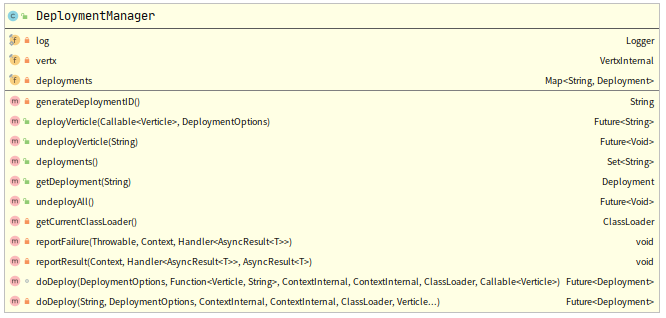 DeploymentManager
log Logger
vertx VertxInternal
deployments Map<String, Deployment>
generateDeploymentID() String
deployVerticle(Callable<Verticle>, DeploymentOptions) Future<String>
undeployVerticle(String) Future<Void>
deployments() Set<String>
getDeployment(String) Deployment
undeployAll() Future<Void>
getCurrentClassLoader() ClassLoader
reportFailure(Throwable, Context, Handler<AsyncResult<T>>) void
reportResult(Context, Handler<AsyncResult<T>>, AsyncResult<T>) void
doDeploy(DeploymentOptions, Function<Verticle, String>, ContextInternal, ContextInternal, ClassLoader, Callable<Verticle>) Future<Deployment>
doDeploy(String, DeploymentOptions, ContextInternal, ContextInternal, ClassLoader, Verticle...) Future<Deployment>